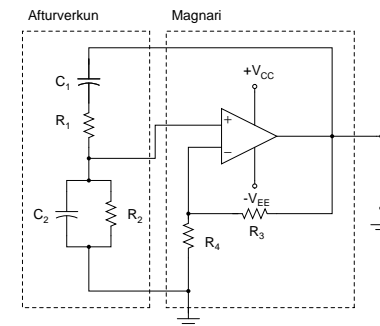 Afturverkun
Magnari
C1
R1
C2
R2
+VCC
+
−
-VEE
R3
R4